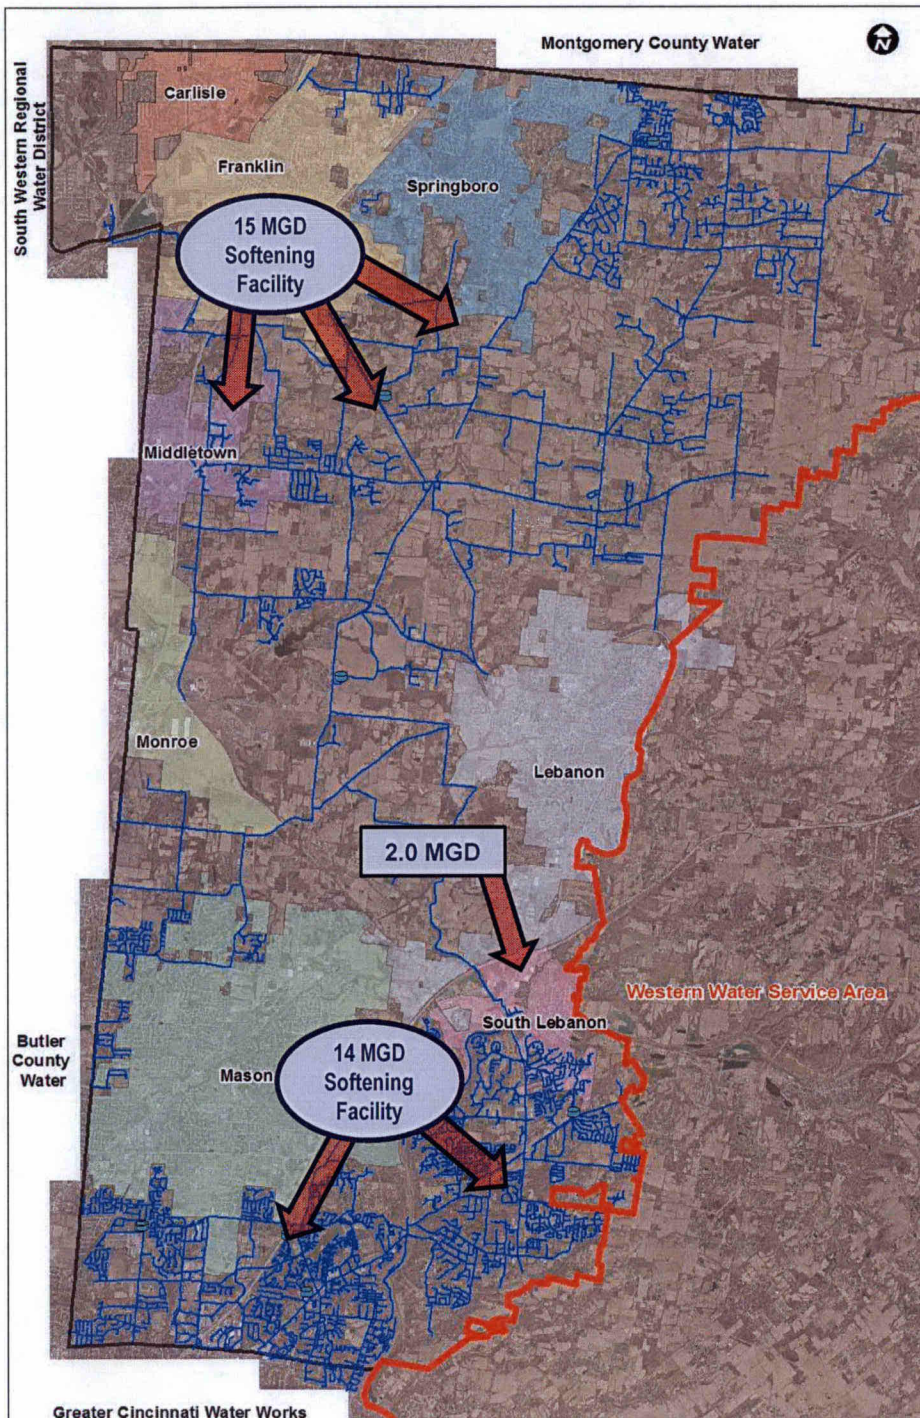 Montgomery County Water
N
South Western Regional
Water District
Carlisle
Franklin
Springboro
15 MGD
Softening
Facility
Middletown
Monroe
Lebanon
2.0 MGD
Western Water Service Area
South Lebanon
Butler
County
Water
Mason
14 MGD
Softening
Facility
Greater Cincinnati Water Works